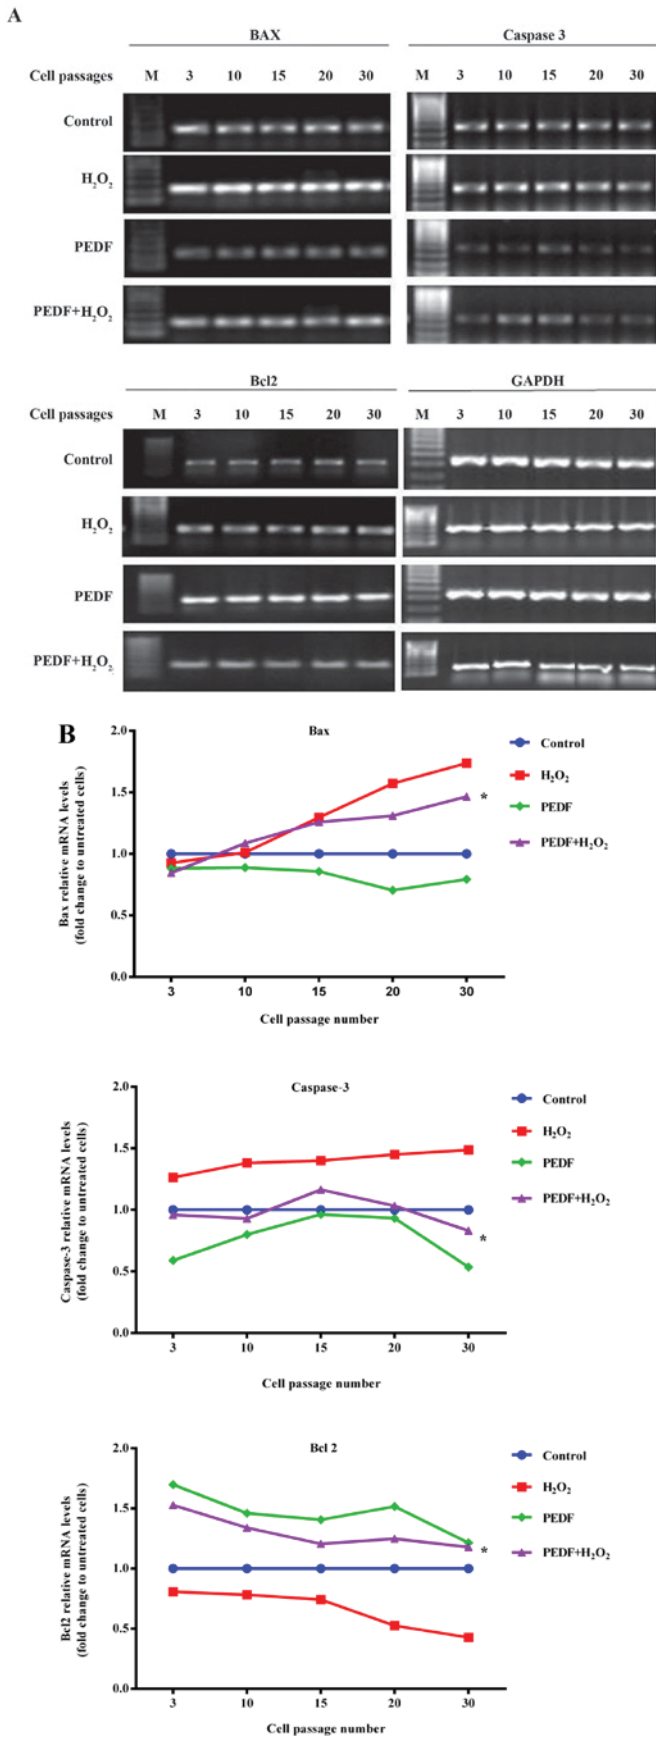 A
BAX
Caspase 3
Cell passages M 3 10 15 20 30 M 3 10 15 20 30
Control
H₂O₂
PEDF
PEDF+H₂O₂
Bcl2
GAPDH
Cell passages M 3 10 15 20 30 M 3 10 15 20 30
Control
H₂O₂
PEDF
PEDF+H₂O₂
B
Bax
Bax relative mRNA levels
(fold change to untreated cells)
2.0
1.5
1.0
0.5
0.0
3 10 15 20 30
Cell passage number
*
Control
H₂O₂
PEDF
PEDF+H₂O₂
Caspase-3
Caspase-3 relative mRNA levels
(fold change to untreated cells)
2.0
1.5
1.0
0.5
0.0
3 10 15 20 30
Cell passage number
*
Control
H₂O₂
PEDF
PEDF+H₂O₂
Bcl 2
Bcl2 relative mRNA levels
(fold change to untreated cells)
2.0
1.5
1.0
0.5
0.0
3 10 15 20 30
Cell passage number
*
Control
H₂O₂
PEDF
PEDF+H₂O₂